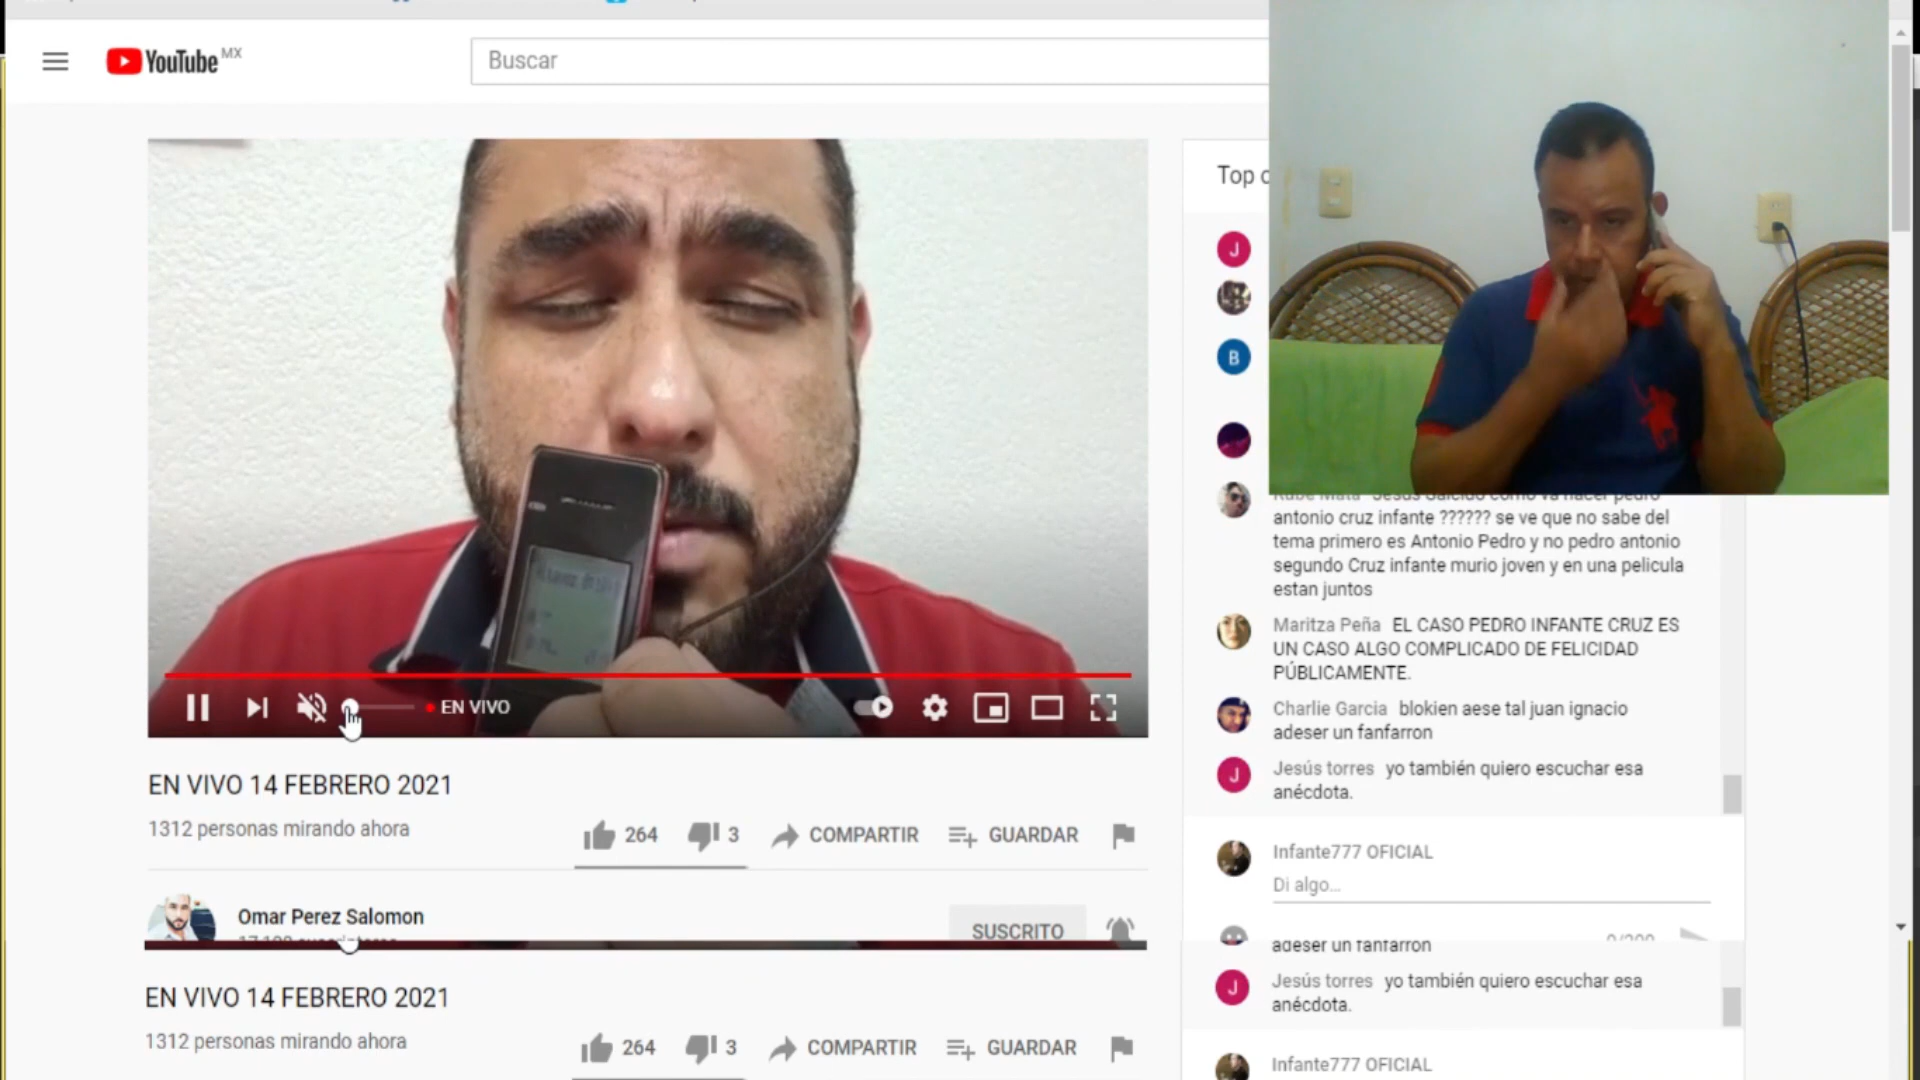 YouTube MX
Buscar
Top
antonio cruz infante ?????? se ve que no sabe del
tema primero es Antonio Pedro y no pedro antonio
segundo Cruz infante murio joven y en una pelicula
estan juntos
Maritza Peña EL CASO PEDRO INFANTE CRUZ ES
UN CASO ALGO COMPLICADO DE FELICIDAD
PÚBLICAMENTE.
Charlie Garcia blokien aese tal juan ignacio
adeser un fanfarron
Jesús torres yo también quiero escuchar esa
anécdota.
Infante777 OFICIAL
Di algo...
EN VIVO
EN VIVO 14 FEBRERO 2021
1312 personas mirando ahora
264
3
COMPARTIR
GUARDAR
Omar Perez Salomon
SUSCRITO
adeser un fanfarron
Jesús torres yo también quiero escuchar esa
anécdota.
Infante777 OFICIAL
EN VIVO 14 FEBRERO 2021
1312 personas mirando ahora
264
3
COMPARTIR
GUARDAR